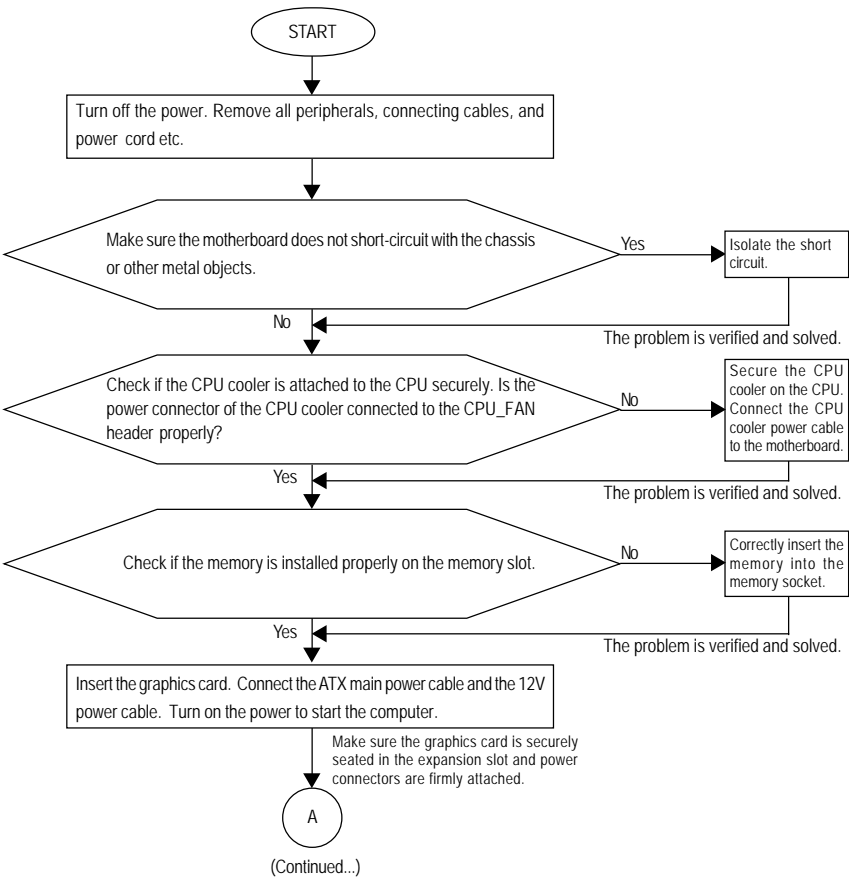 START
Turn off the power. Remove all peripherals, connecting cables, and
power cord etc.
Make sure the motherboard does not short-circuit with the chassis
or other metal objects.
Yes
Isolate the short
circuit.
No
The problem is verified and solved.
Check if the CPU cooler is attached to the CPU securely. Is the
power connector of the CPU cooler connected to the CPU_FAN
header properly?
No
Secure the CPU
cooler on the CPU.
Connect the CPU
cooler power cable
to the motherboard.
Yes
The problem is verified and solved.
Check if the memory is installed properly on the memory slot.
No
Correctly insert the
memory into the
memory socket.
Yes
The problem is verified and solved.
Insert the graphics card. Connect the ATX main power cable and the 12V
power cable. Turn on the power to start the computer.
Make sure the graphics card is securely
seated in the expansion slot and power
connectors are firmly attached.
A
(Continued...)